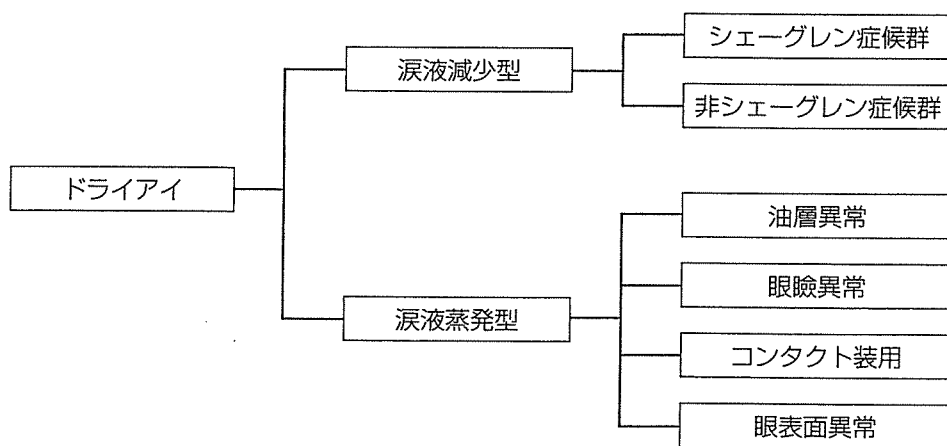 ドライアイ
涙液減少型
シェーグレン症候群
非シェーグレン症候群
涙液蒸発型
油層異常
眼瞼異常
コンタクト装用
眼表面異常